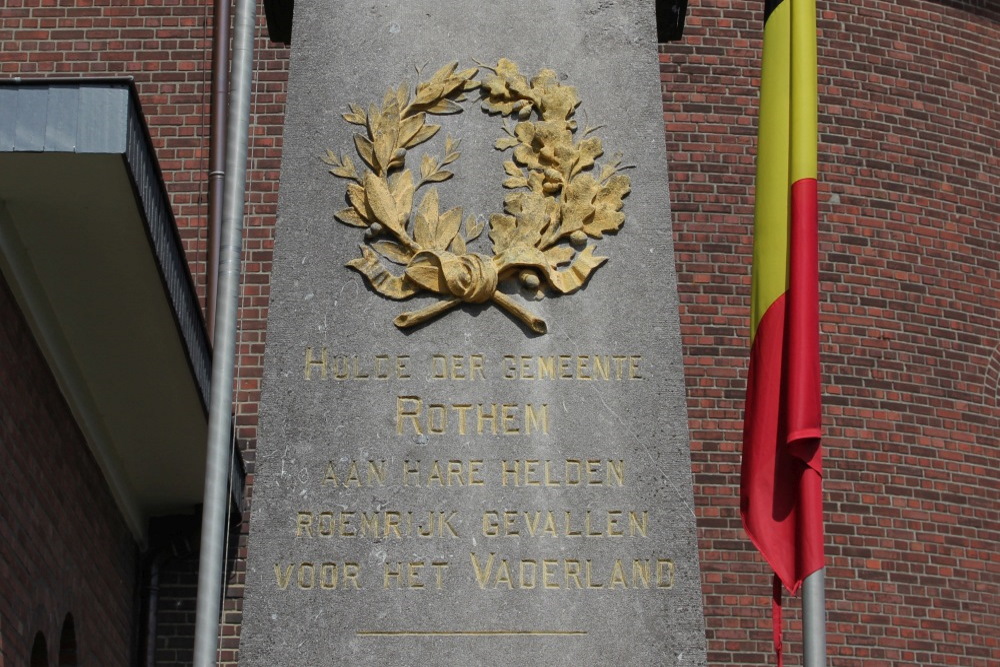 HULDE DER GEMEENTE
ROTHEM
AAN HARE HELDEN
ROEMRIJK GEVALLEN
VOOR HET VADERLAND